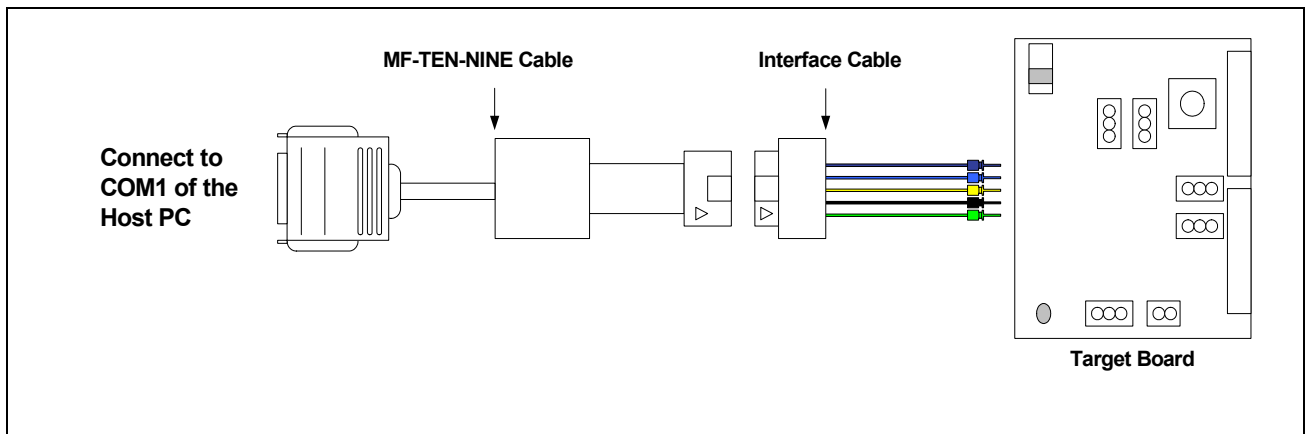 MF-TEN-NINE Cable
Interface Cable
Connect to
COM1 of the
Host PC
Target Board